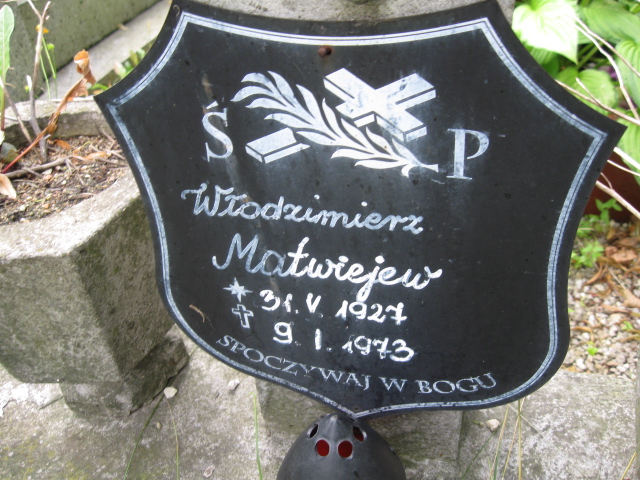 Ś P
Włodzimierz
Matwiejew
* 31. V 1927
✝ 9. I. 1973
SPOCZYWAJ W BOGU